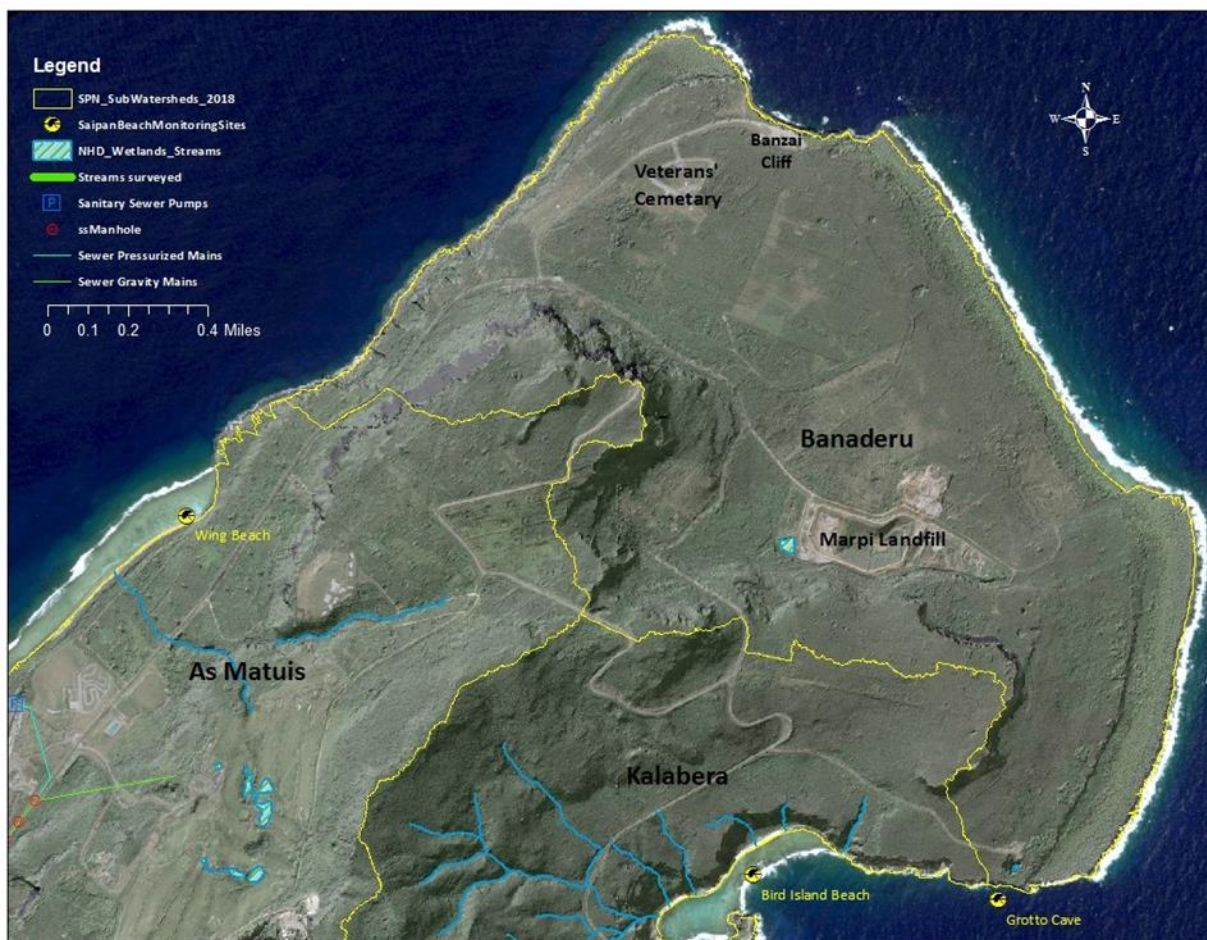 Legend
SPN_SubWatersheds_2018
SaipanBeachMonitoringSites
NHD_Wetlands_Streams
Streams surveyed
P
Sanitary Sewer Pumps
ssManhole
Sewer Pressurized Mains
Sewer Gravity Mains
0 0.1 0.2 0.4 Miles
N
W E
S
Banzai
Cliff
Veterans'
Cemetary
Banaderu
Marpi Landfill
Wing Beach
As Matuis
Kalabera
Bird Island Beach
Grotto Cave